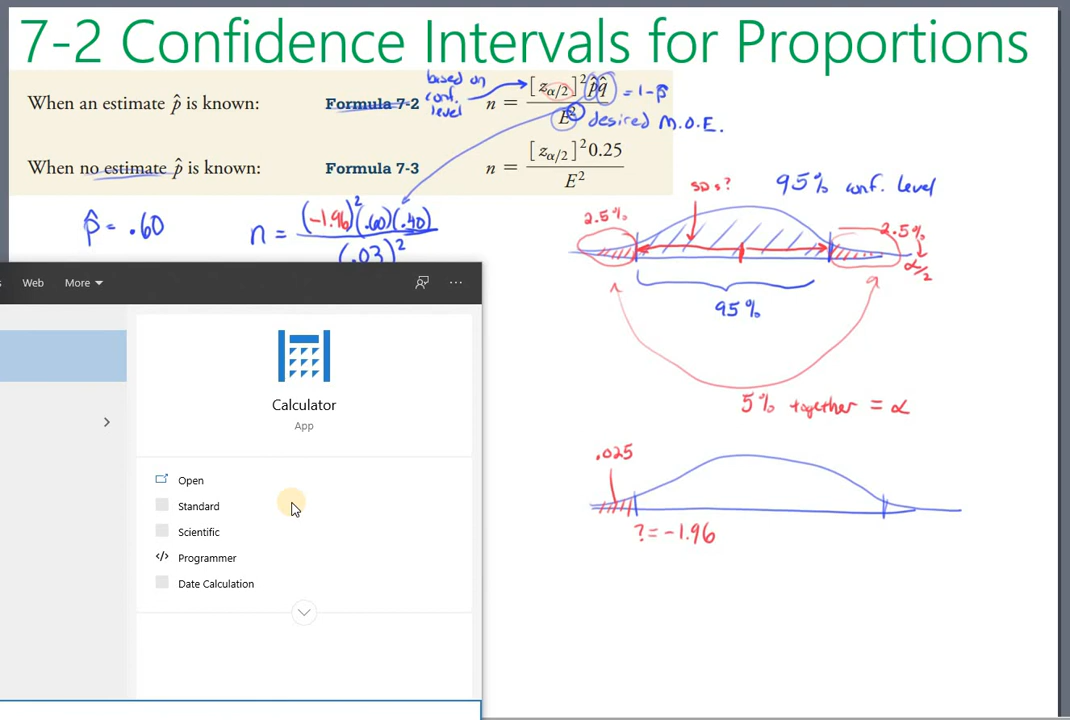 7-2 Confidence Intervals for Proportions
When an estimate p̂ is known: Formula 7-2 n = [z_{α/2}]² p̂q̂ / E²
based on conf. level
= 1-p̂
desired M.O.E.
When no estimate p̂ is known: Formula 7-3 n = [z_{α/2}]² 0.25 / E²
p̂ = .60
n = (-1.96)² (.60)(.40) / (.03)²
SDs?
95% conf. level
2.5%
2.5%
α/2
95%
5% together = α
.025
? = -1.96
Web More
Calculator
App
Open
Standard
Scientific
Programmer
Date Calculation